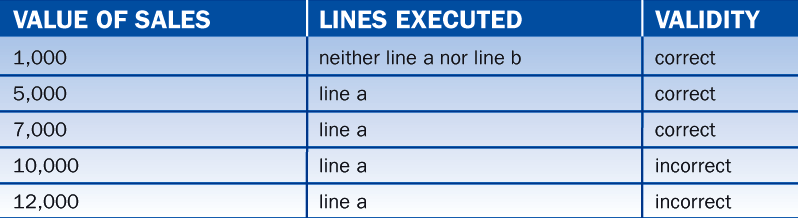 VALUE OF SALES LINES EXECUTED VALIDITY
1,000 neither line a nor line b correct
5,000 line a correct
7,000 line a correct
10,000 line a incorrect
12,000 line a incorrect